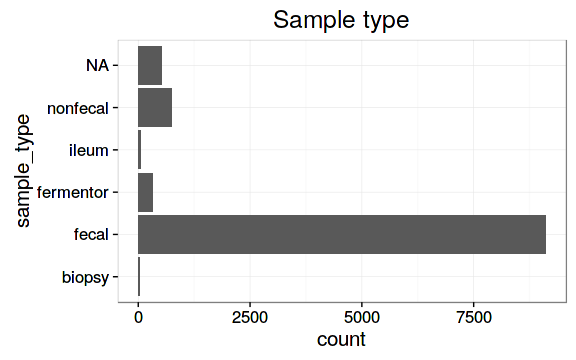 Sample type
sample_type
NA
nonfecal
ileum
fermentor
fecal
biopsy
0 2500 5000 7500
count